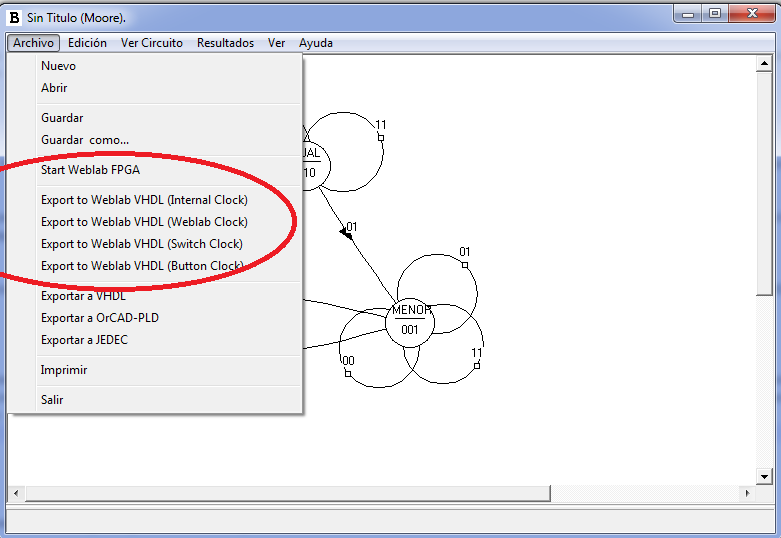 B Sin Titulo (Moore).
Archivo Edición Ver Circuito Resultados Ver Ayuda
Nuevo
Abrir
Guardar
Guardar como...
Start Weblab FPGA
Export to Weblab VHDL (Internal Clock)
Export to Weblab VHDL (Weblab Clock)
Export to Weblab VHDL (Switch Clock)
Export to Weblab VHDL (Button Clock)
Exportar a VHDL
Exportar a OrCAD-PLD
Exportar a JEDEC
Imprimir
Salir
11
UAL
10
01
01
MENOR
001
00
11